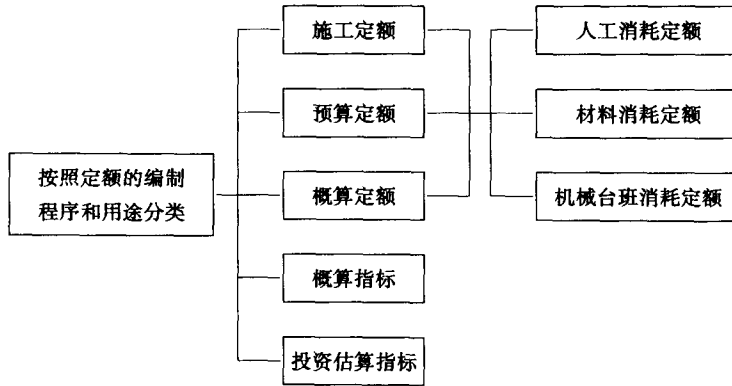 按照定额的编制
程序和用途分类
施工定额
预算定额
概算定额
概算指标
投资估算指标
人工消耗定额
材料消耗定额
机械台班消耗定额